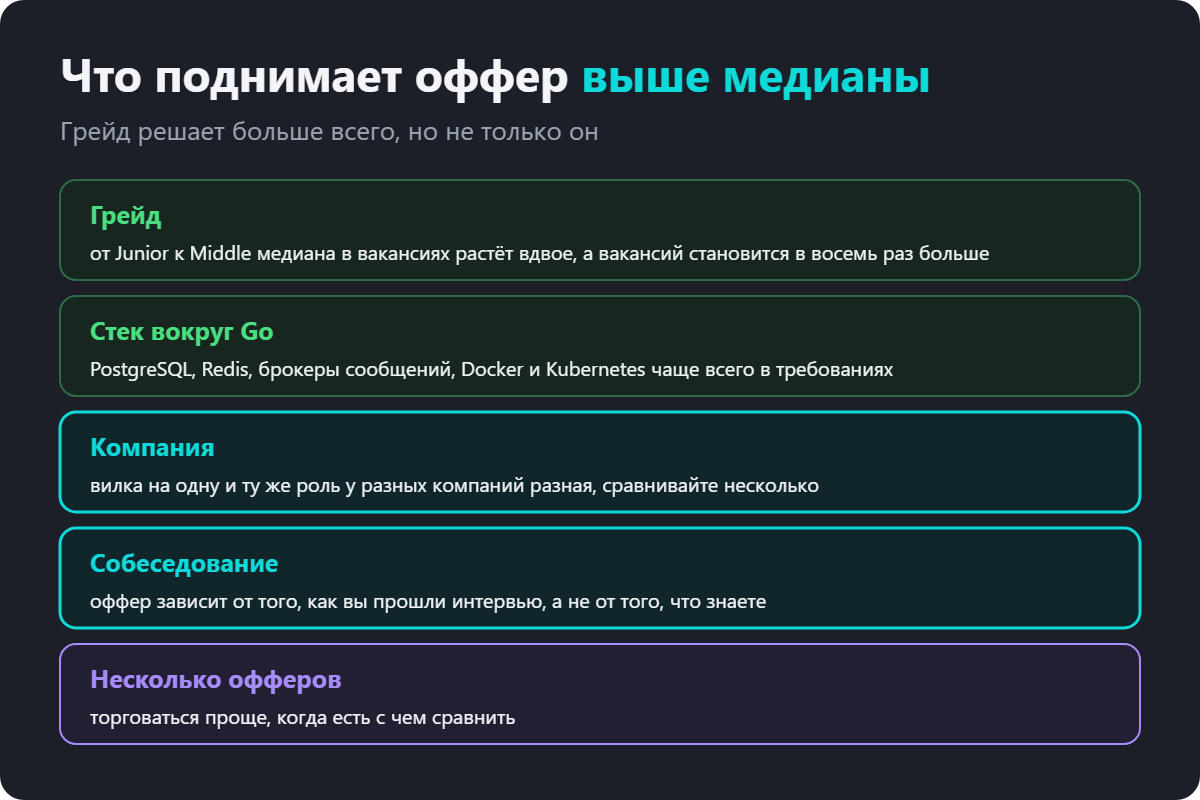 Что поднимает оффер выше медианы
Грейд решает больше всего, но не только он
Грейд
от Junior к Middle медиана в вакансиях растёт вдвое, а вакансий становится в восемь раз больше
Стек вокруг Go
PostgreSQL, Redis, брокеры сообщений, Docker и Kubernetes чаще всего в требованиях
Компания
вилка на одну и ту же роль у разных компаний разная, сравнивайте несколько
Собеседование
оффер зависит от того, как вы прошли интервью, а не от того, что знаете
Несколько офферов
торговаться проще, когда есть с чем сравнить